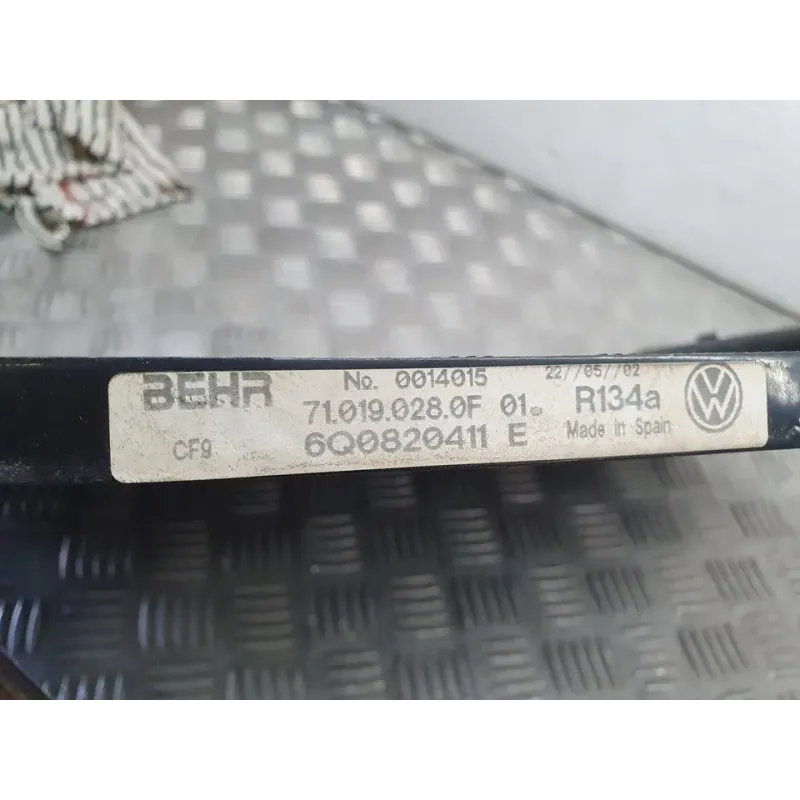 BEHR No. 0014015 22//05//02
71.019.028.0F 01. R134a
CF9 6Q0820411 E Made in Spain